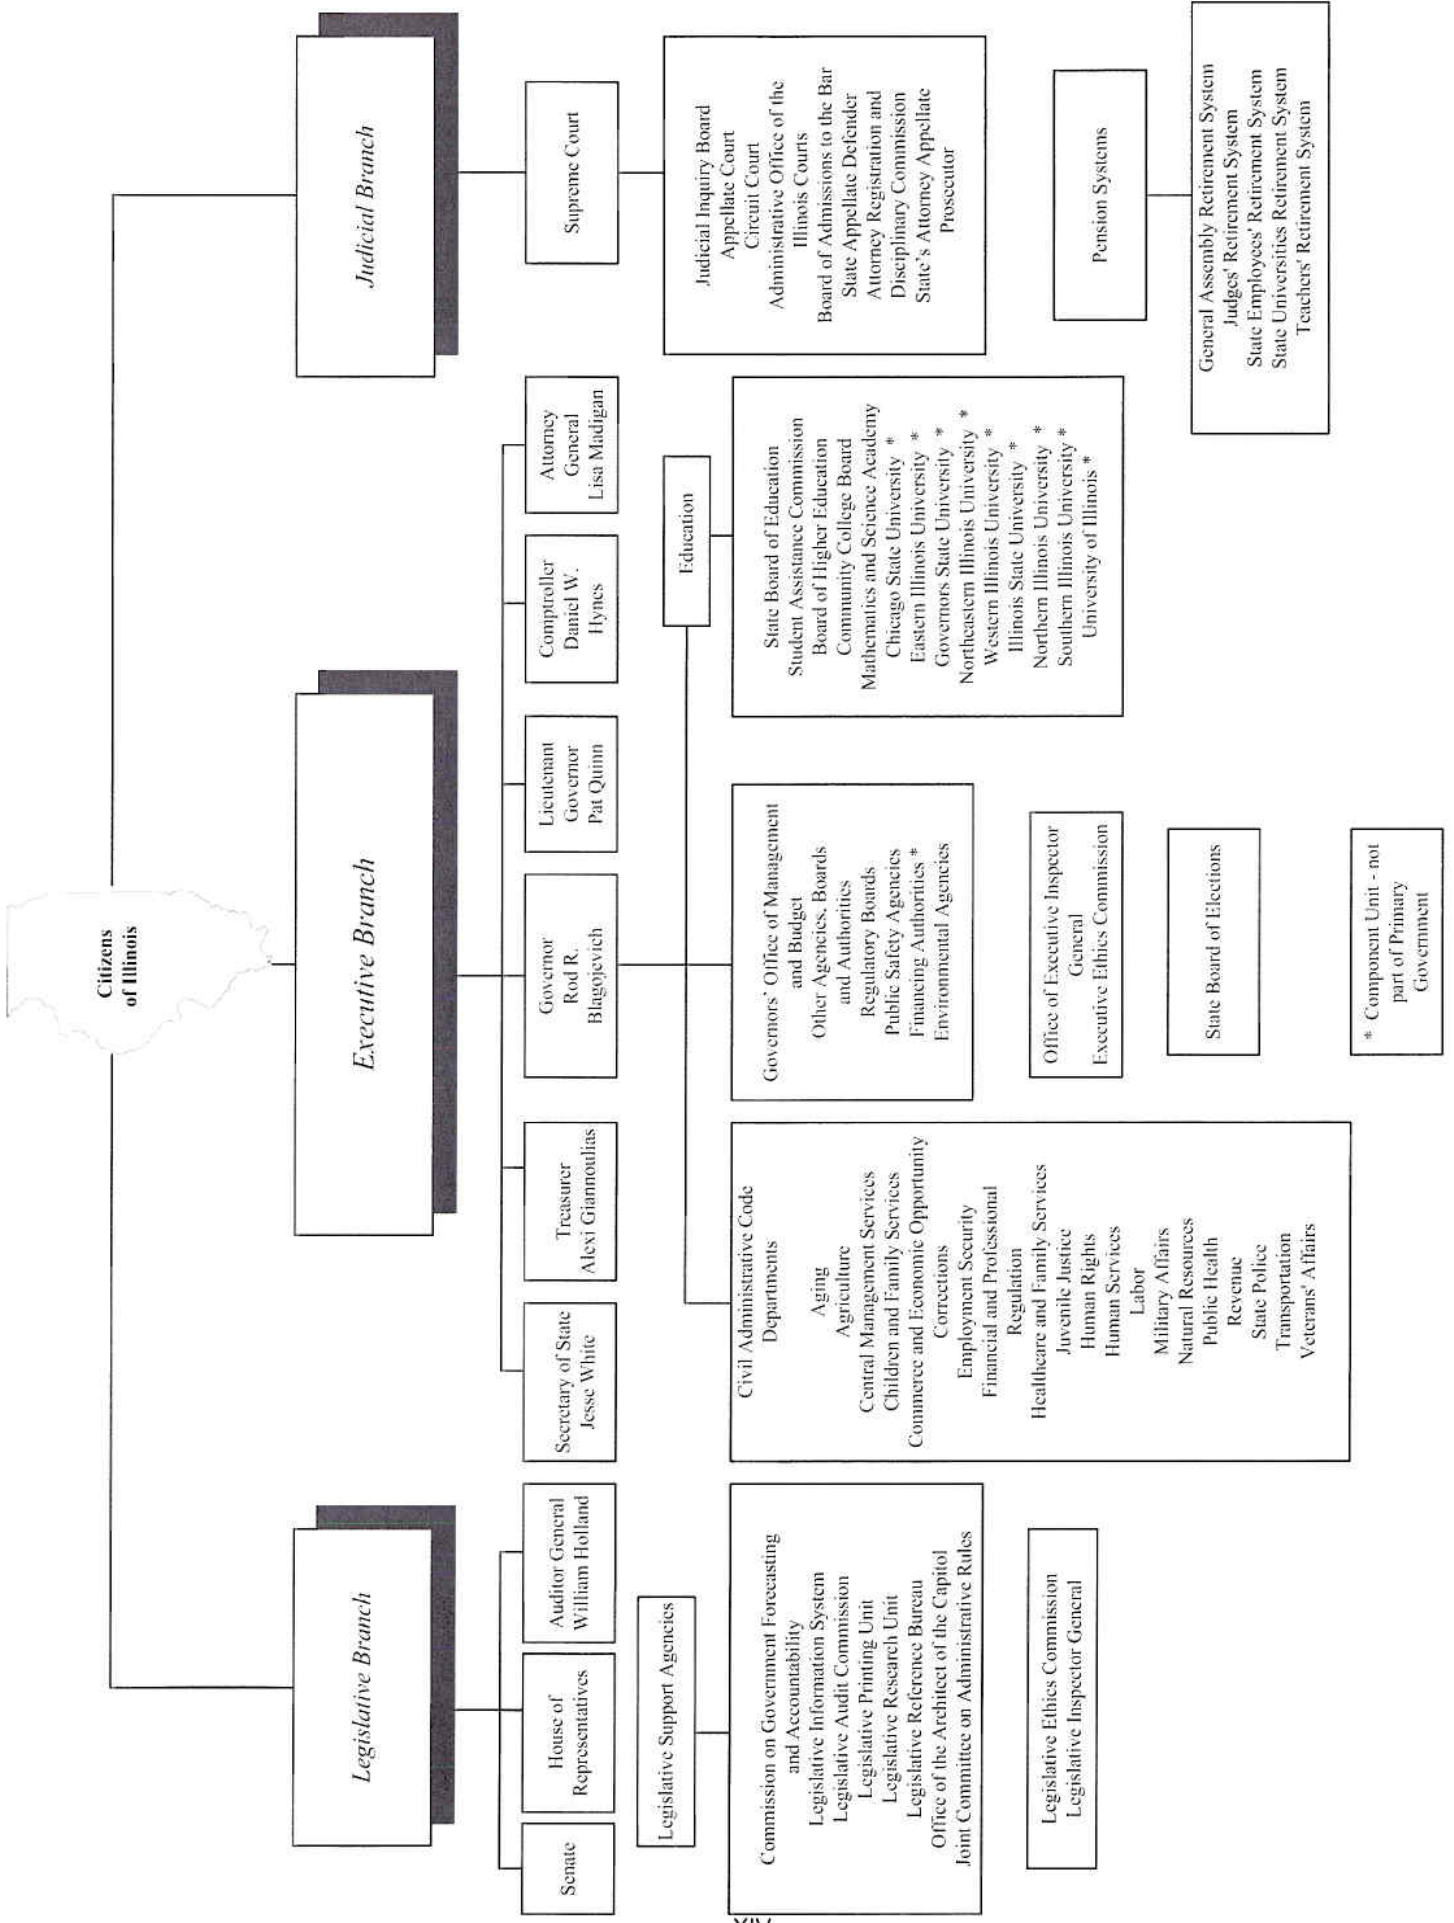 Citizens
of Illinois
Legislative Branch
Executive Branch
Judicial Branch
Senate
House of
Representatives
Auditor General
William Holland
Secretary of State
Jesse White
Treasurer
Alexi Giannoulias
Governor
Rod R.
Blagojevich
Lieutenant
Governor
Pat Quinn
Comptroller
Daniel W.
Hynes
Attorney
General
Lisa Madigan
Supreme Court
Legislative Support Agencies
Commission on Government Forecasting
and Accountability
Legislative Information System
Legislative Audit Commission
Legislative Printing Unit
Legislative Research Unit
Legislative Reference Bureau
Office of the Architect of the Capitol
Joint Committee on Administrative Rules
Legislative Ethics Commission
Legislative Inspector General
Civil Administrative Code
Departments
Aging
Agriculture
Central Management Services
Children and Family Services
Commerce and Economic Opportunity
Corrections
Employment Security
Financial and Professional
Regulation
Healthcare and Family Services
Juvenile Justice
Human Rights
Human Services
Labor
Military Affairs
Natural Resources
Public Health
Revenue
State Police
Transportation
Veterans' Affairs
Governors' Office of Management
and Budget
Other Agencies, Boards
and Authorities
Regulatory Boards
Public Safety Agencies
Financing Authorities *
Environmental Agencies
Office of Executive Inspector
General
Executive Ethics Commission
State Board of Elections
* Component Unit - not
part of Primary
Government
Education
State Board of Education
Student Assistance Commission
Board of Higher Education
Community College Board
Mathematics and Science Academy
Chicago State University *
Eastern Illinois University *
Governors State University *
Northeastern Illinois University *
Western Illinois University *
Illinois State University *
Northern Illinois University *
Southern Illinois University *
University of Illinois *
Judicial Inquiry Board
Appellate Court
Circuit Court
Administrative Office of the
Illinois Courts
Board of Admissions to the Bar
State Appellate Defender
Attorney Registration and
Disciplinary Commission
State's Attorney Appellate
Prosecutor
Pension Systems
General Assembly Retirement System
Judges' Retirement System
State Employees' Retirement System
State Universities Retirement System
Teachers' Retirement System
XIV